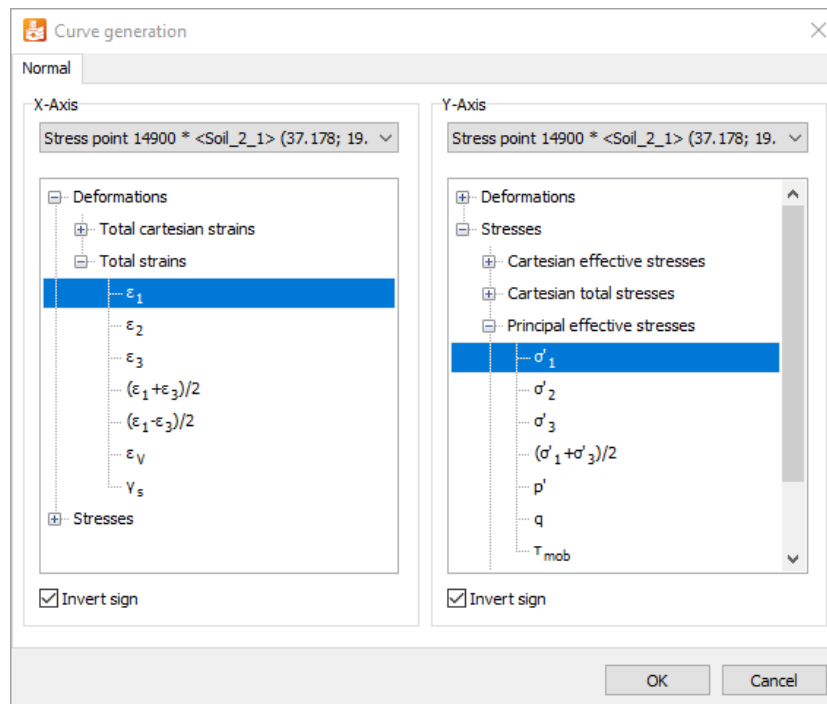 Curve generation
Normal
X-Axis
Stress point 14900 * <Soil_2_1> (37.178; 19.
Deformations
Total cartesian strains
Total strains
ε₁
ε₂
ε₃
(ε₁+ε₃)/2
(ε₁-ε₃)/2
εᵥ
γₛ
Stresses
Invert sign
Y-Axis
Stress point 14900 * <Soil_2_1> (37.178; 19.
Deformations
Stresses
Cartesian effective stresses
Cartesian total stresses
Principal effective stresses
σ'₁
σ'₂
σ'₃
(σ'₁+σ'₃)/2
p'
q
τmob
Invert sign
OK
Cancel